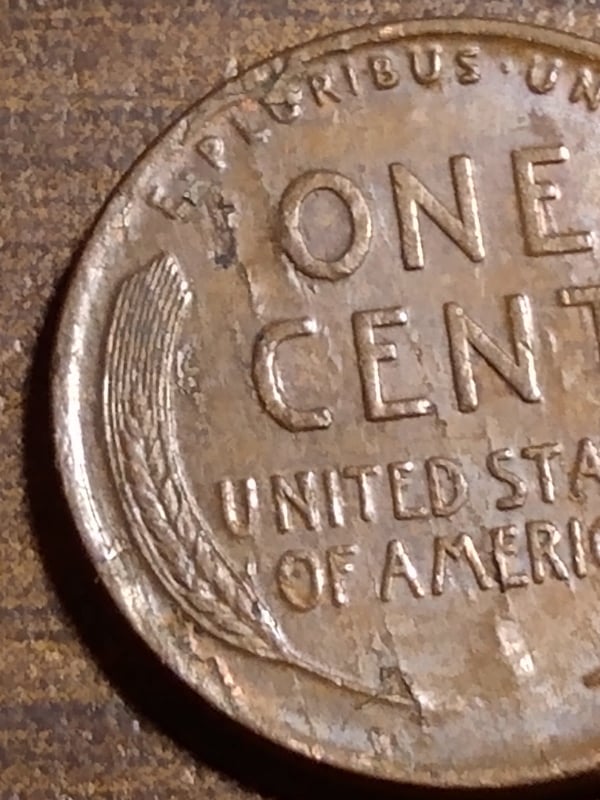 E·PLURIBUS·UN
ONE
CENT
UNITED STA
OF AMERIC